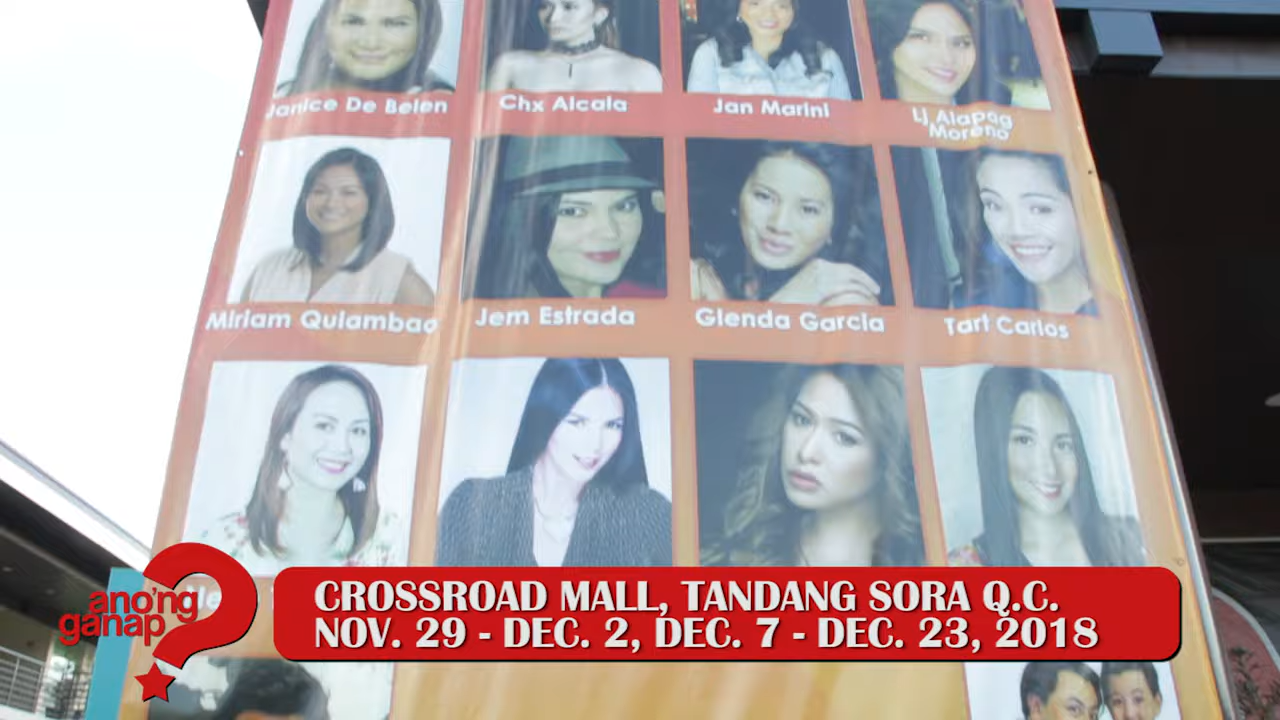 Janice De Belen
Chx Alcala
Jan Marini
Lj Alapag
Moreno
Miriam Quiambao
Jem Estrada
Glenda Garcia
Tart Carlos
ano'ng
ganap
CROSSROAD MALL, TANDANG SORA Q.C.
NOV. 29 - DEC. 2, DEC. 7 - DEC. 23, 2018